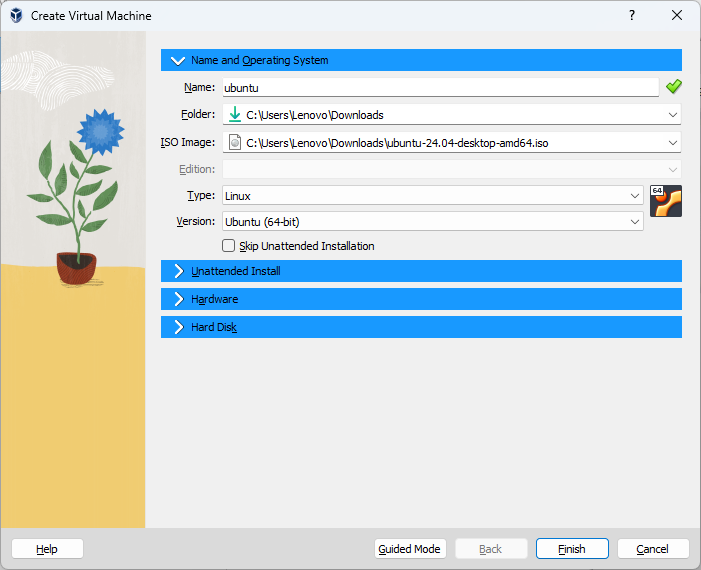 Create Virtual Machine
?
Name and Operating System
Name: ubuntu
Folder: C:\Users\Lenovo\Downloads
ISO Image: C:\Users\Lenovo\Downloads\ubuntu-24.04-desktop-amd64.iso
Edition:
Type: Linux
64
Version: Ubuntu (64-bit)
Skip Unattended Installation
Unattended Install
Hardware
Hard Disk
Help Guided Mode Back Finish Cancel